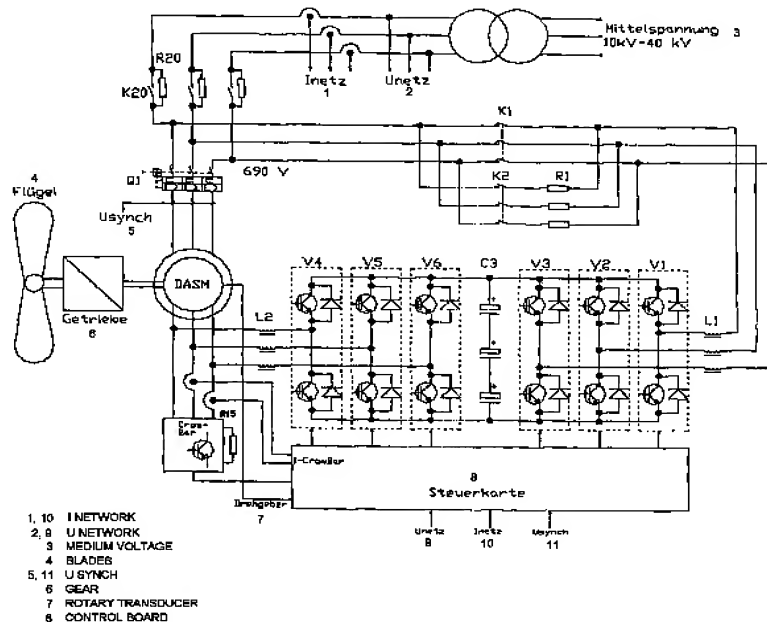 Mittelspannung 3
10kV-40 kV
R20
K20
Inetz
1
Unetz
2
K1
4
Flügel
Q1
690 V
K2
R1
Usynch
5
V4
V5
V6
C3
V3
V2
V1
DASM
L2
L1
Getriebe
6
Crow-
Bar
R15
I-CrowBar
8
Steuerkarte
Drehgeber
7
Unetz
9
Inetz
10
Usynch
11
1, 10 I NETWORK
2, 9 U NETWORK
3 MEDIUM VOLTAGE
4 BLADES
5, 11 U SYNCH
6 GEAR
7 ROTARY TRANSDUCER
8 CONTROL BOARD